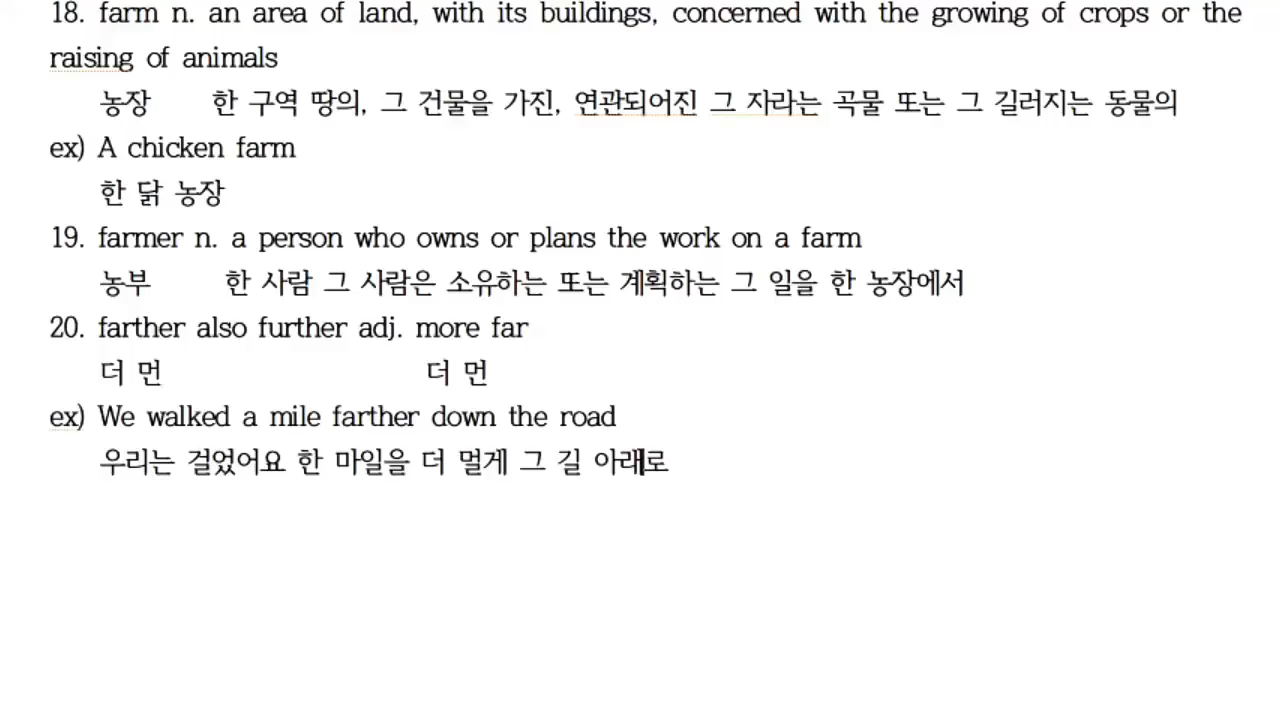 18. farm n. an area of land, with its buildings, concerned with the growing of crops or the
raising of animals
농장 한 구역 땅의, 그 건물을 가진, 연관되어진 그 자라는 곡물 또는 그 길러지는 동물의
ex) A chicken farm
한 닭 농장
19. farmer n. a person who owns or plans the work on a farm
농부 한 사람 그 사람은 소유하는 또는 계획하는 그 일을 한 농장에서
20. farther also further adj. more far
더 먼 더 먼
ex) We walked a mile farther down the road
우리는 걸었어요 한 마일을 더 멀게 그 길 아래로